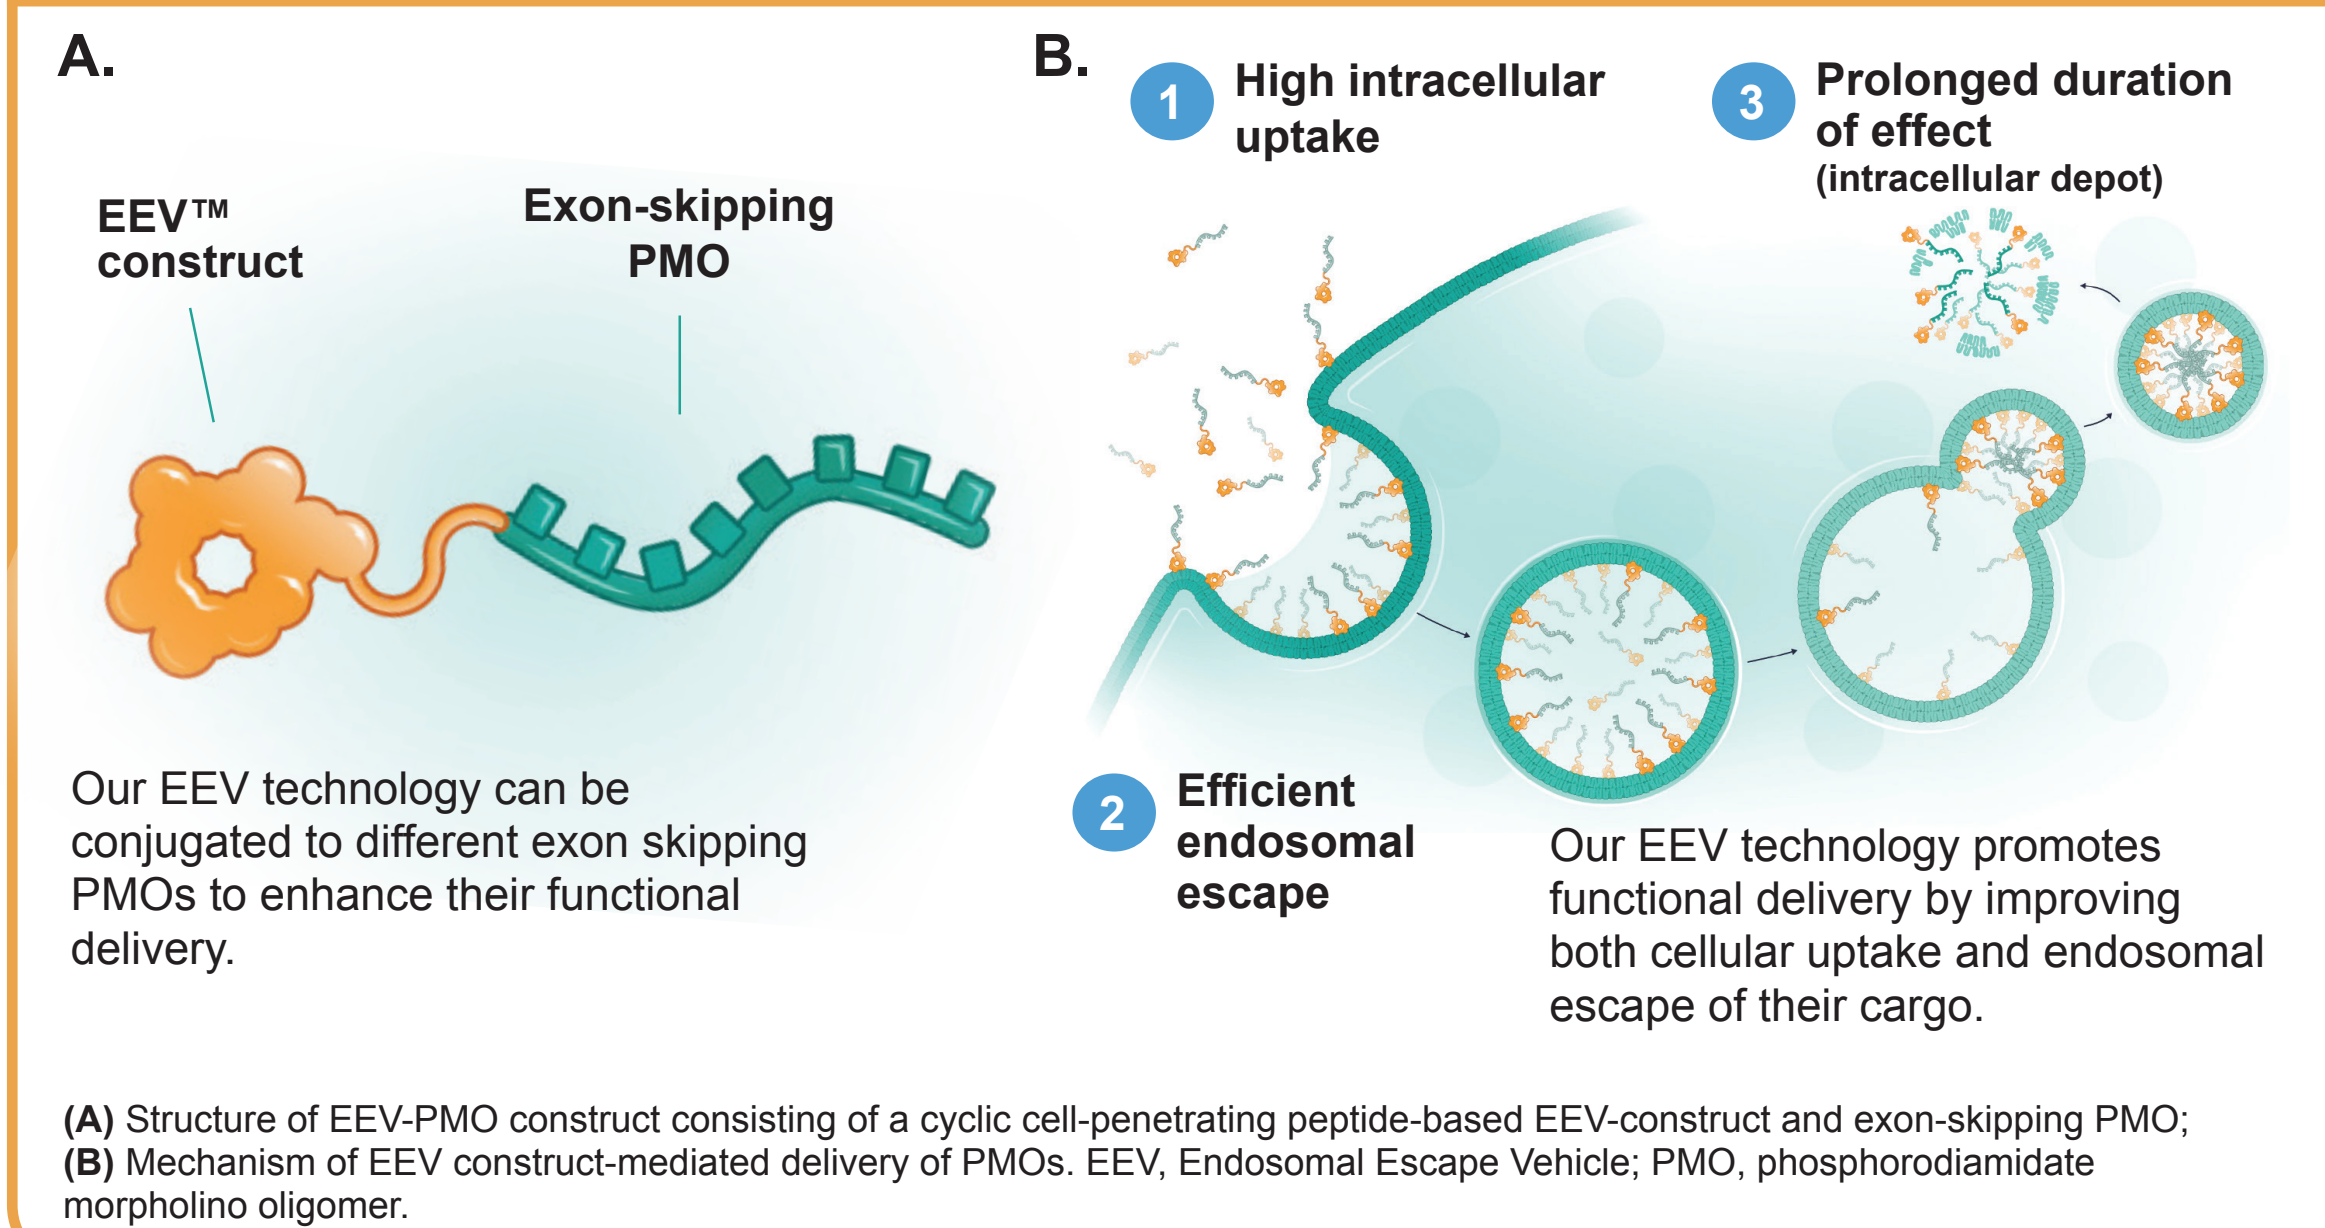 A.
EEV™
construct
Exon-skipping
PMO
Our EEV technology can be
conjugated to different exon skipping
PMOs to enhance their functional
delivery.
B.
1
High intracellular
uptake
3
Prolonged duration
of effect
(intracellular depot)
2
Efficient
endosomal
escape
Our EEV technology promotes
functional delivery by improving
both cellular uptake and endosomal
escape of their cargo.
(A) Structure of EEV-PMO construct consisting of a cyclic cell-penetrating peptide-based EEV-construct and exon-skipping PMO;
(B) Mechanism of EEV construct-mediated delivery of PMOs. EEV, Endosomal Escape Vehicle; PMO, phosphorodiamidate
morpholino oligomer.